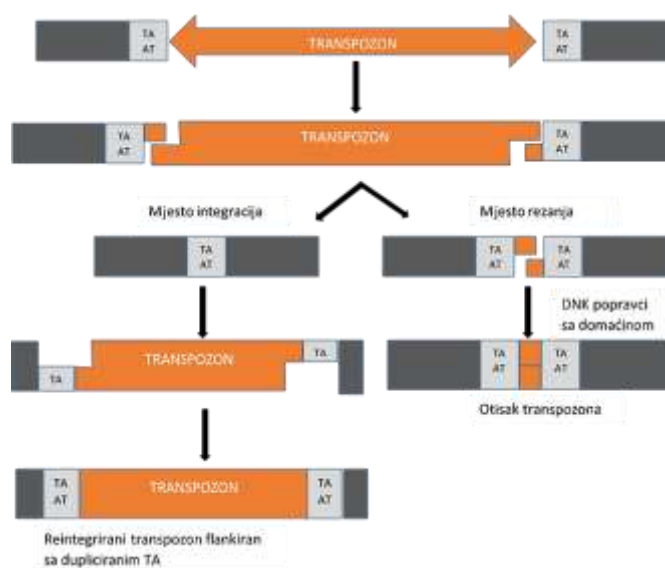 TA
AT
TRANSPOZON
TA
AT
TA
AT
TRANSPOZON
TA
AT
Mjesto integracija
Mjesto rezanja
TA
AT
TA
AT
TA
AT
DNK popravci
sa domaćinom
TRANSPOZON
TA
TA
TA
AT
TA
AT
Otisak transpozona
TA
AT
TRANSPOZON
TA
AT
Reintegrirani transpozon flankiran
sa dupliciranim TA